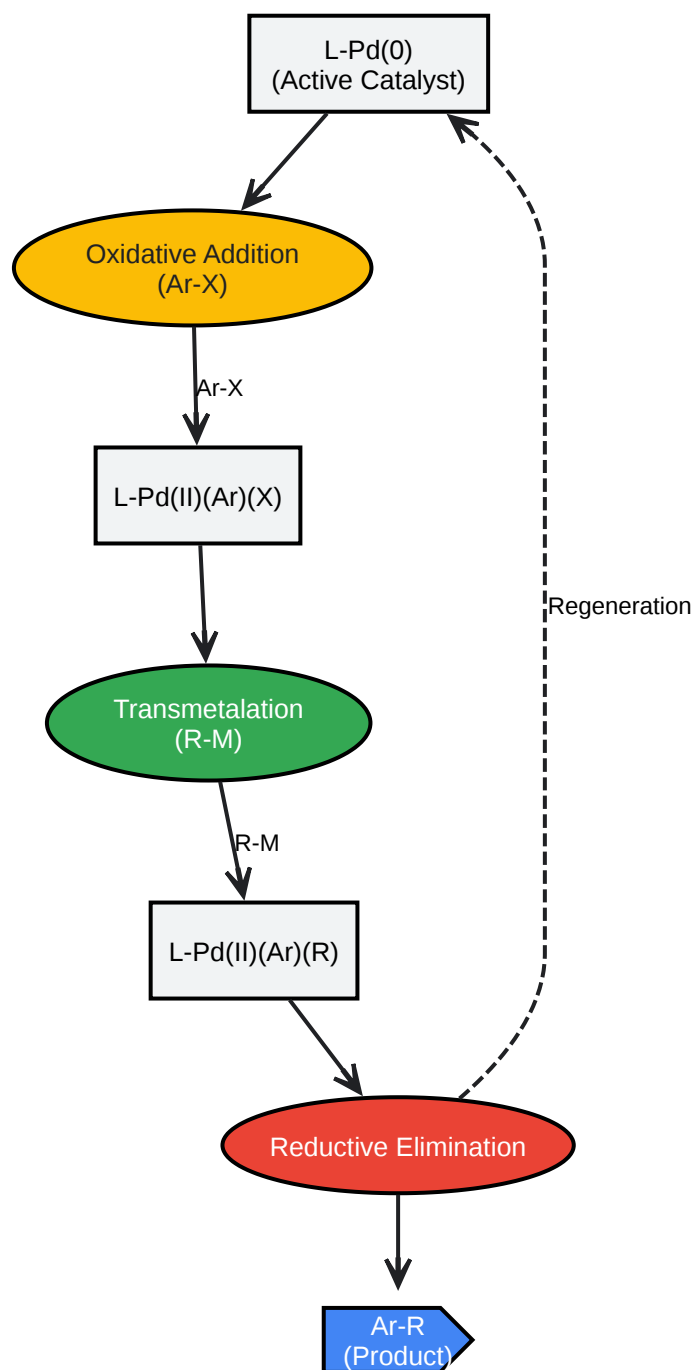 L-Pd(0)
(Active Catalyst)
Oxidative Addition
(Ar-X)
Ar-X
L-Pd(II)(Ar)(X)
Regeneration
Transmetalation
(R-M)
R-M
L-Pd(II)(Ar)(R)
Reductive Elimination
Ar-R
(Product)